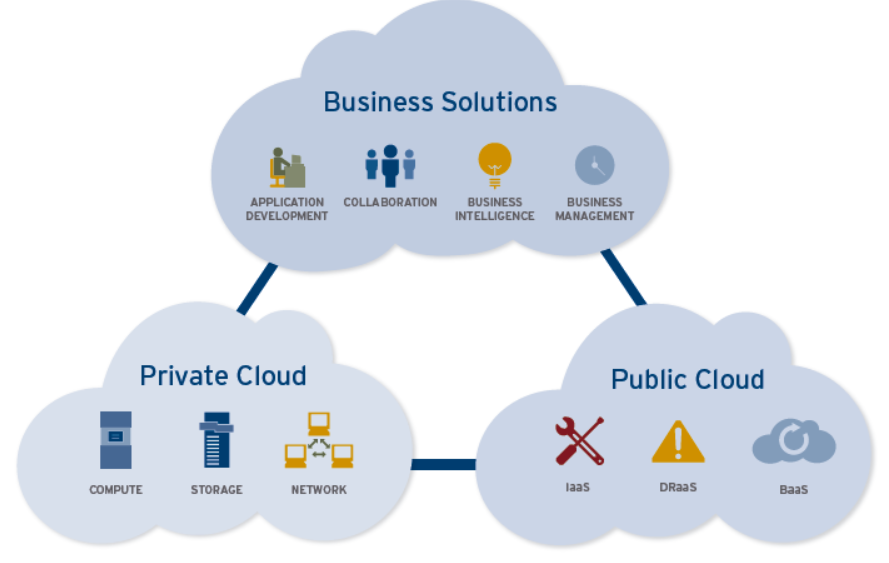 Business Solutions
APPLICATION
DEVELOPMENT
COLLABORATION
BUSINESS
INTELLIGENCE
BUSINESS
MANAGEMENT
Private Cloud
COMPUTE
STORAGE
NETWORK
Public Cloud
IaaS
DRaaS
BaaS